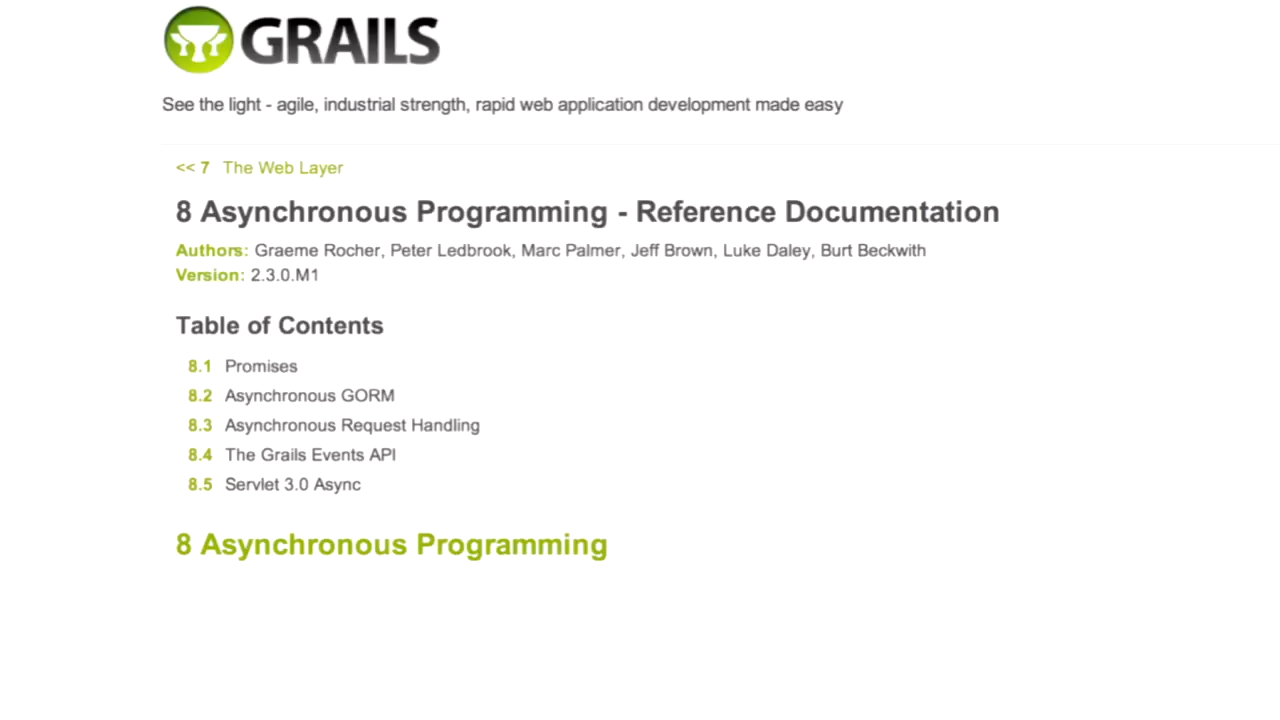 GRAILS
See the light - agile, industrial strength, rapid web application development made easy
<< 7 The Web Layer
8 Asynchronous Programming - Reference Documentation
Authors: Graeme Rocher, Peter Ledbrook, Marc Palmer, Jeff Brown, Luke Daley, Burt Beckwith
Version: 2.3.0.M1
Table of Contents
8.1 Promises
8.2 Asynchronous GORM
8.3 Asynchronous Request Handling
8.4 The Grails Events API
8.5 Servlet 3.0 Async
8 Asynchronous Programming